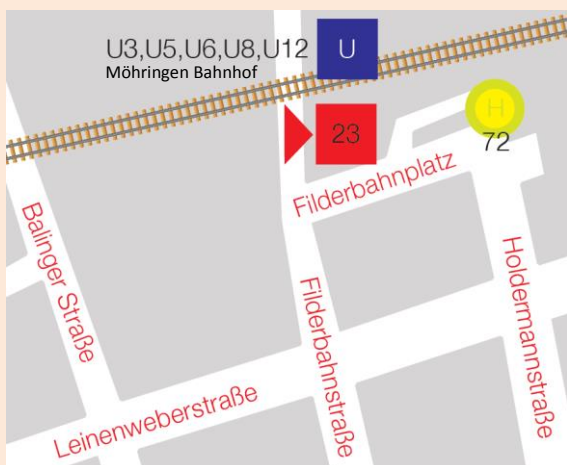 U3,U5,U6,U8,U12
U
Möhringen Bahnhof
H
23
72
Filderbahnplatz
Balinger Straße
Filderbahnstraße
Holdermannstraße
Leinenweberstraße